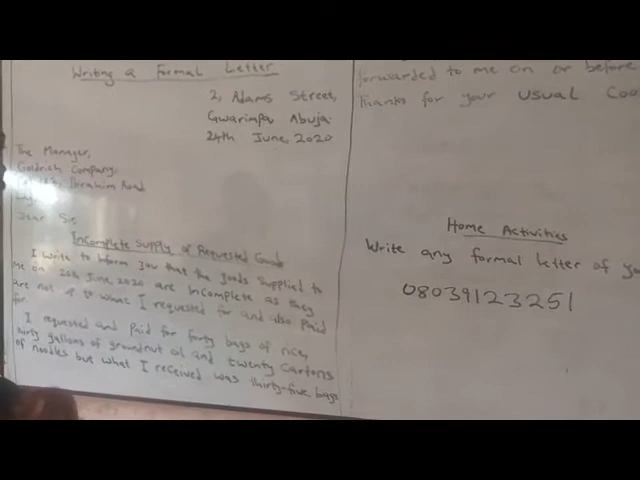 Writing a Formal Letter
2, Adams Street,
Gwarimpa, Abuja.
24th June, 2020
The Manager,
Goldrich Company,
Ibrahim Road
Dear Sir,
Incomplete Supply of Requested Goods
I write to inform you that the goods supplied to
me on 20th June, 2020 are incomplete as they
are not up to what I requested for and also paid
for.
I requested and paid for forty bags of rice,
thirty gallons of groundnut oil and twenty cartons
of noodles but what I received was thirty-five bags
forwarded to me on or before
Thanks for your usual
Home Activities
Write any formal letter of
08039123251